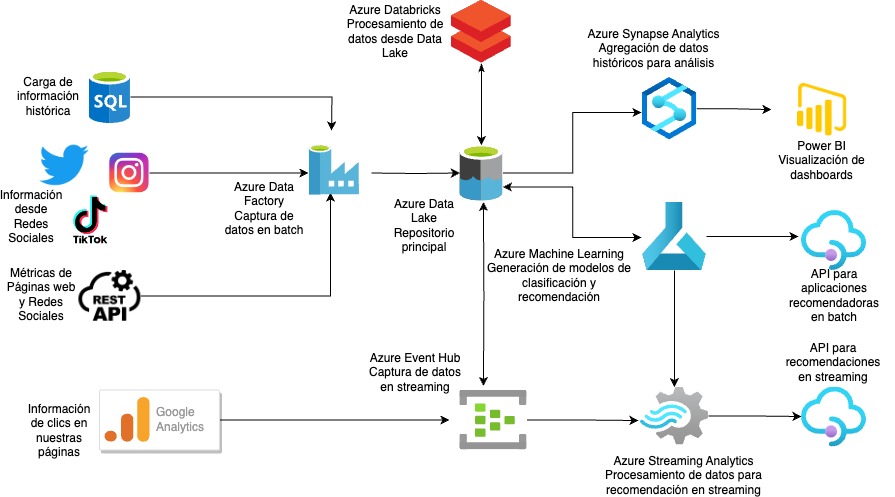 Azure Databricks
Procesamiento de
datos desde Data
Lake
Azure Synapse Analytics
Agregación de datos
históricos para análisis
Carga de
información
histórica
SQL
Power BI
Visualización de
dashboards
Información
desde
Redes
Sociales
TikTok
Azure Data
Factory
Captura de
datos en batch
Azure Data
Lake
Repositorio
principal
Azure Machine Learning
Generación de modelos de
clasificación y
recomendación
API para
aplicaciones
recomendadoras
en batch
Métricas de
Páginas web
y Redes
Sociales
REST
API
API para
recomendaciones
en streaming
Azure Event Hub
Captura de datos
en streaming
Información
de clics en
nuestras
páginas
Google
Analytics
Azure Streaming Analytics
Procesamiento de datos para
recomendación en streaming